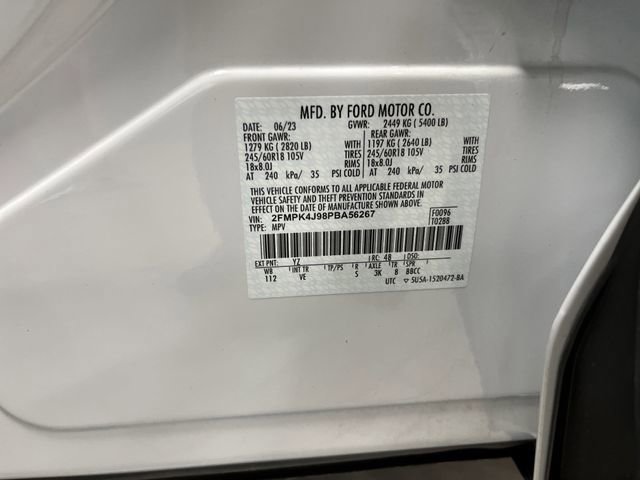 MFD. BY FORD MOTOR CO.
DATE: 06/23 GVWR: 2449 KG ( 5400 LB)
FRONT GAWR: REAR GAWR:
1279 KG ( 2820 LB) WITH 1197 KG ( 2640 LB) WITH
245/60R18 105V TIRES 245/60R18 105V TIRES
18x8.0J RIMS 18x8.0J RIMS
AT 240 kPa/ 35 PSI COLD AT 240 kPa/ 35 PSI COLD
THIS VEHICLE CONFORMS TO ALL APPLICABLE FEDERAL MOTOR
VEHICLE SAFETY AND THEFT PREVENTION STANDARDS IN EFFECT ON
THE DATE OF MANUFACTURE SHOWN ABOVE.
VIN: 2FMPK4J98PBA56267 F0096
TYPE: MPV T0288
EXT PNT: YZ RC: 48 DSO:
WB INT TR TP/PS R AXLE TR SPR
112 VE S 3K 8 BBCC
UTC ▽ 5U5A-1520472-BA